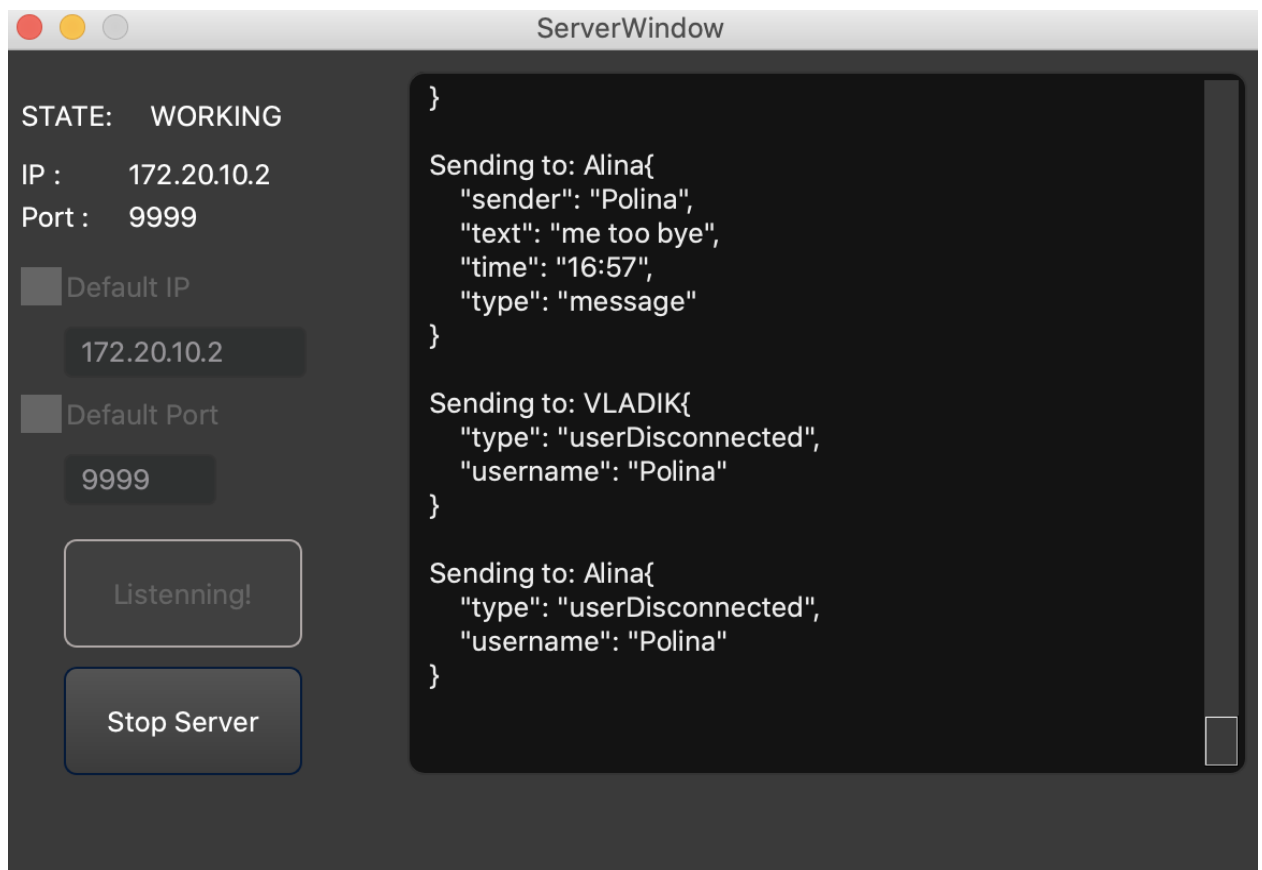 ServerWindow
STATE: WORKING
IP : 172.20.10.2
Port : 9999
Default IP
172.20.10.2
Default Port
9999
Listenning!
Stop Server
}
Sending to: Alina{
"sender": "Polina",
"text": "me too bye",
"time": "16:57",
"type": "message"
}
Sending to: VLADIK{
"type": "userDisconnected",
"username": "Polina"
}
Sending to: Alina{
"type": "userDisconnected",
"username": "Polina"
}